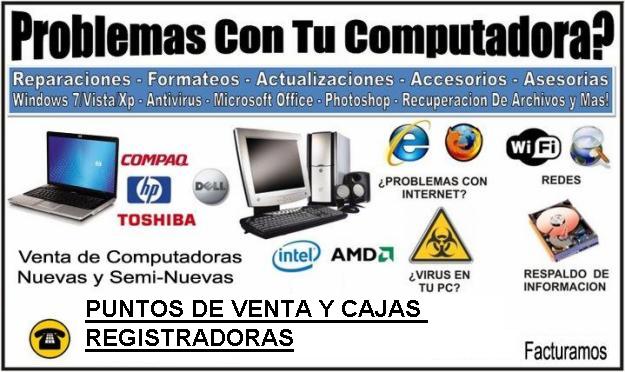 Problemas Con Tu Computadora?
Reparaciones - Formateos - Actualizaciones - Accesorios - Asesorias
Windows 7/Vista/Xp - Antivirus - Microsoft Office - Photoshop - Recuperacion De Archivos y Mas!
COMPAQ
hp
DELL
TOSHIBA
Venta de Computadoras
Nuevas y Semi-Nuevas
intel
AMD
¿PROBLEMAS CON
INTERNET?
Wi Fi
REDES
¿VIRUS EN
TU PC?
RESPALDO DE
INFORMACION
PUNTOS DE VENTA Y CAJAS
REGISTRADORAS
Facturamos